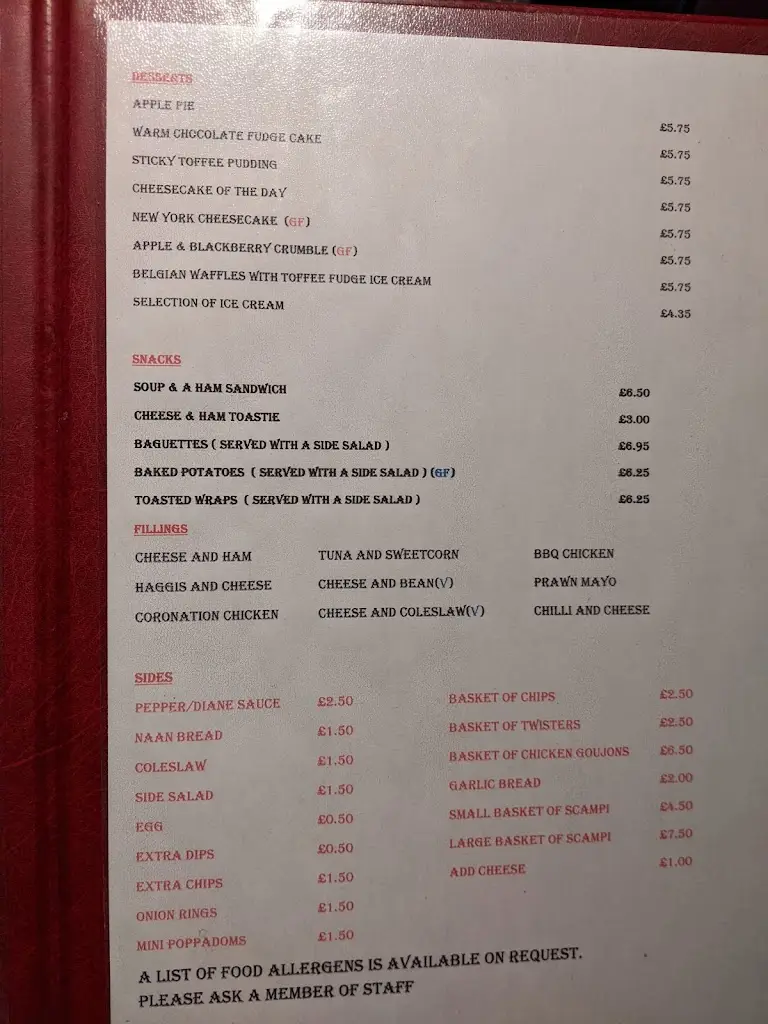 DESSERTS
APPLE PIE £5.75
WARM CHOCOLATE FUDGE CAKE £5.75
STICKY TOFFEE PUDDING £5.75
CHEESECAKE OF THE DAY £5.75
NEW YORK CHEESECAKE (GF) £5.75
APPLE & BLACKBERRY CRUMBLE (GF) £5.75
BELGIAN WAFFLES WITH TOFFEE FUDGE ICE CREAM £5.75
SELECTION OF ICE CREAM £4.35
SNACKS
SOUP & A HAM SANDWICH £6.50
CHEESE & HAM TOASTIE £3.00
BAGUETTES ( SERVED WITH A SIDE SALAD ) £6.95
BAKED POTATOES ( SERVED WITH A SIDE SALAD ) (GF) £6.25
TOASTED WRAPS ( SERVED WITH A SIDE SALAD ) £6.25
FILLINGS
CHEESE AND HAM TUNA AND SWEETCORN BBQ CHICKEN
HAGGIS AND CHEESE CHEESE AND BEAN(V) PRAWN MAYO
CORONATION CHICKEN CHEESE AND COLESLAW(V) CHILLI AND CHEESE
SIDES
PEPPER/DIANE SAUCE £2.50 BASKET OF CHIPS £2.50
NAAN BREAD £1.50 BASKET OF TWISTERS £2.50
COLESLAW £1.50 BASKET OF CHICKEN GOUJONS £6.50
SIDE SALAD £1.50 GARLIC BREAD £2.00
EGG £0.50 SMALL BASKET OF SCAMPI £4.50
EXTRA DIPS £0.50 LARGE BASKET OF SCAMPI £7.50
EXTRA CHIPS £1.50 ADD CHEESE £1.00
ONION RINGS £1.50
MINI POPPADOMS £1.50
A LIST OF FOOD ALLERGENS IS AVAILABLE ON REQUEST.
PLEASE ASK A MEMBER OF STAFF